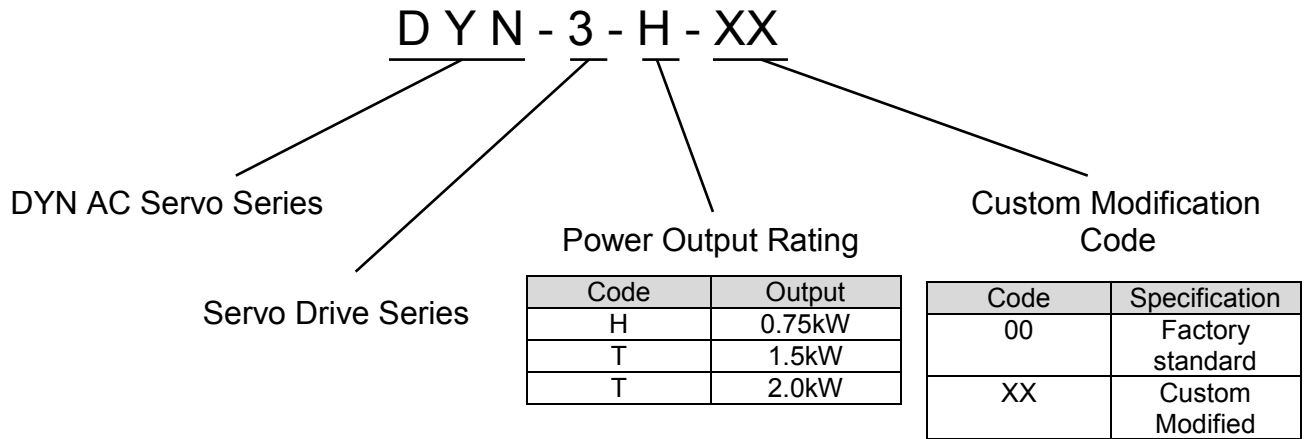 D Y N - 3 - H - XX
DYN AC Servo Series
Servo Drive Series
Power Output Rating
Code Output
H 0.75kW
T 1.5kW
T 2.0kW
Custom Modification
Code
Code Specification
00 Factory
standard
XX Custom
Modified